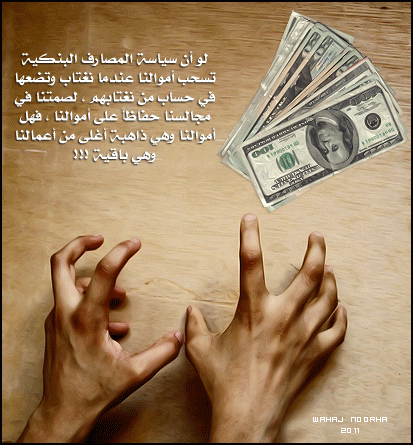 لو أن سياسة المصارف البنكية
تسحب أموالنا عندما نغتاب وتضعها
في حساب من نغتابهم ، لصمتنا في
مجالسنا حفاظاً على أموالنا ، فهل
أموالنا وهي ذاهبة أغلى من أعمالنا
وهي باقية !!!
100
WAHAJ NOORHA
2011